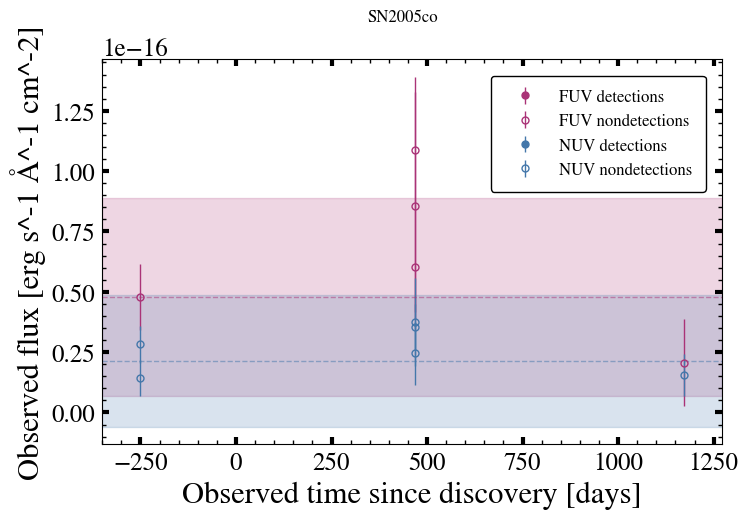 SN2005co
1e−16
Observed flux [erg s^-1 Å^-1 cm^-2]
1.25
1.00
0.75
0.50
0.25
0.00
FUV detections
FUV nondetections
NUV detections
NUV nondetections
−250 0 250 500 750 1000 1250
Observed time since discovery [days]